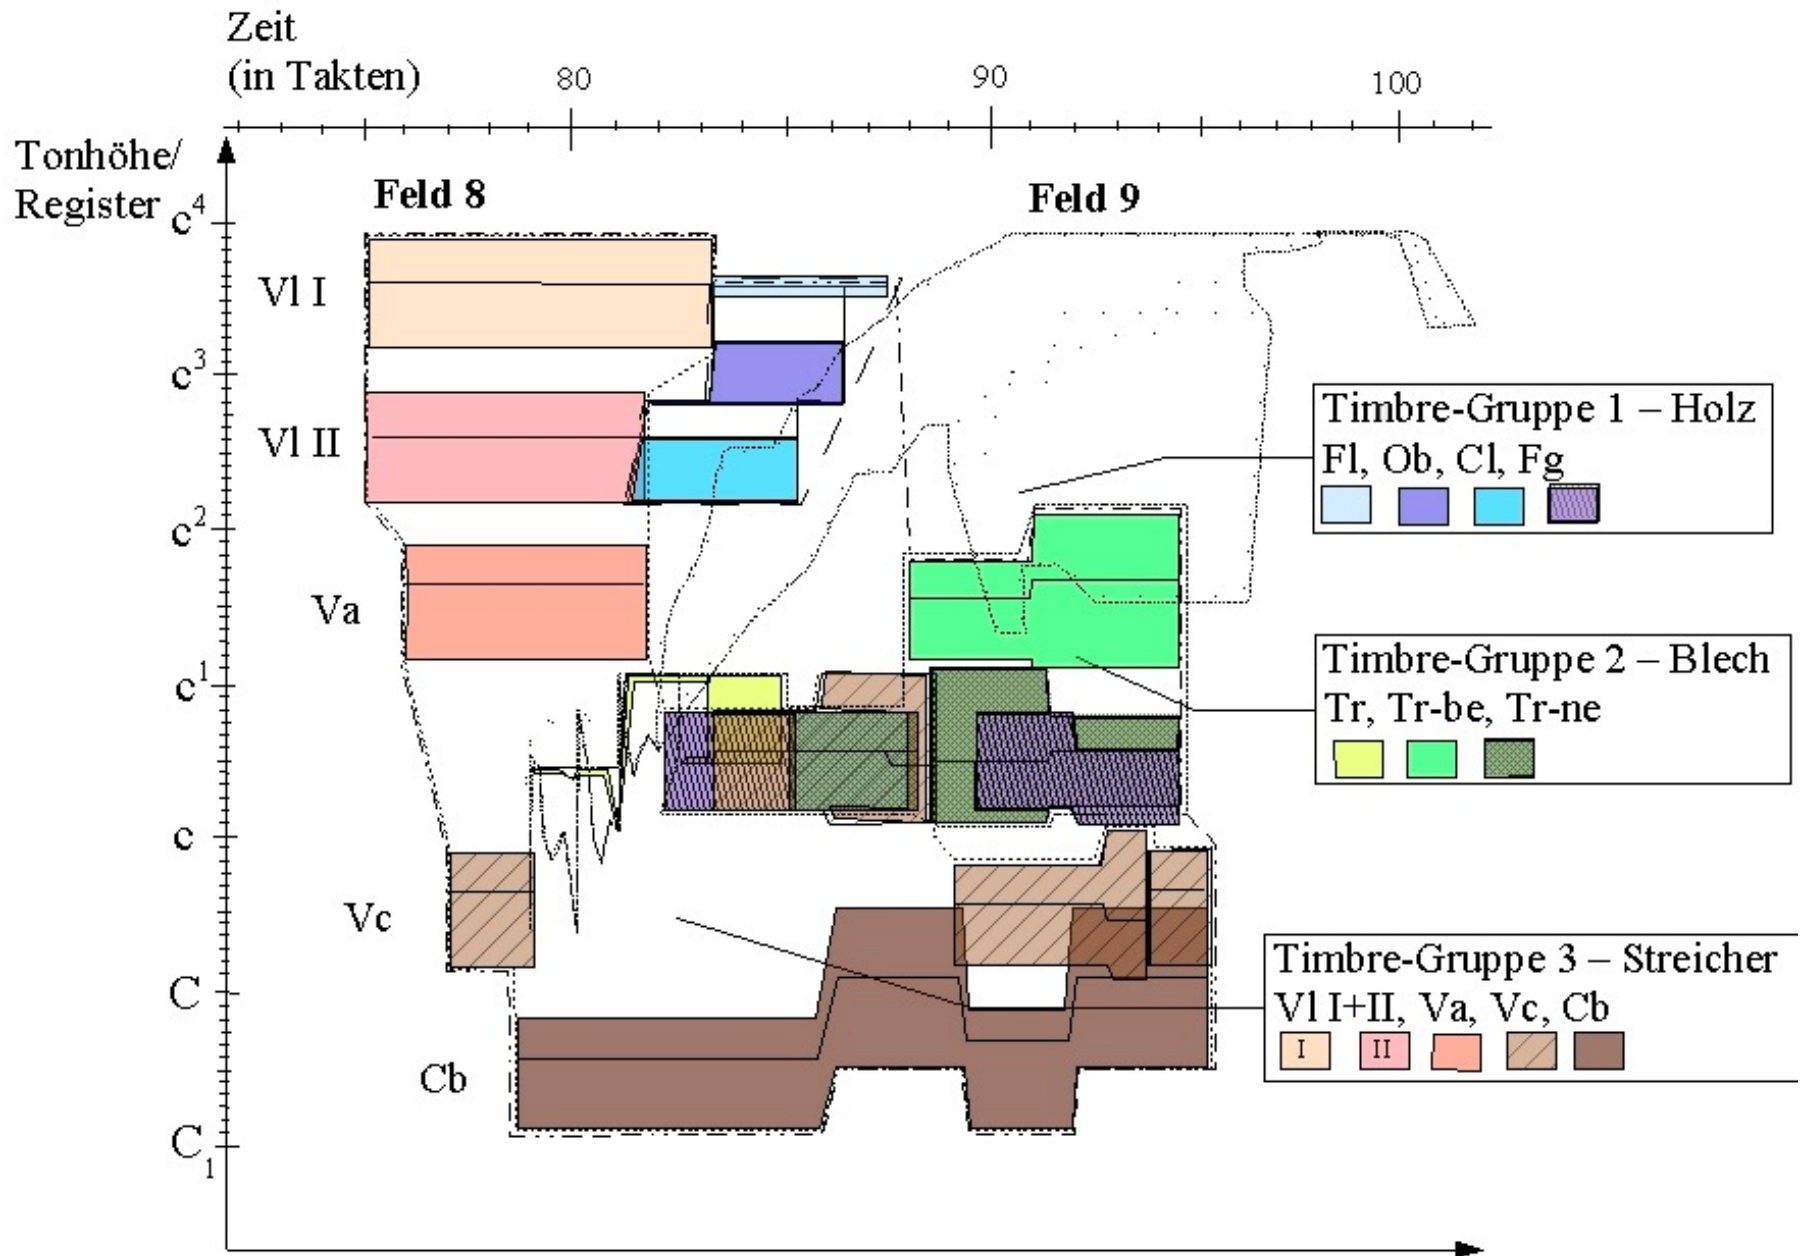 Zeit
(in Takten)
80
90
100
Tonhöhe/
Register
Feld 8
Feld 9
c⁴
Vl I
c³
Vl II
c²
Va
c¹
c
Vc
C
Cb
C₁
Timbre-Gruppe 1 – Holz
Fl, Ob, Cl, Fg
Timbre-Gruppe 2 – Blech
Tr, Tr-be, Tr-ne
Timbre-Gruppe 3 – Streicher
Vl I+II, Va, Vc, Cb
I
II